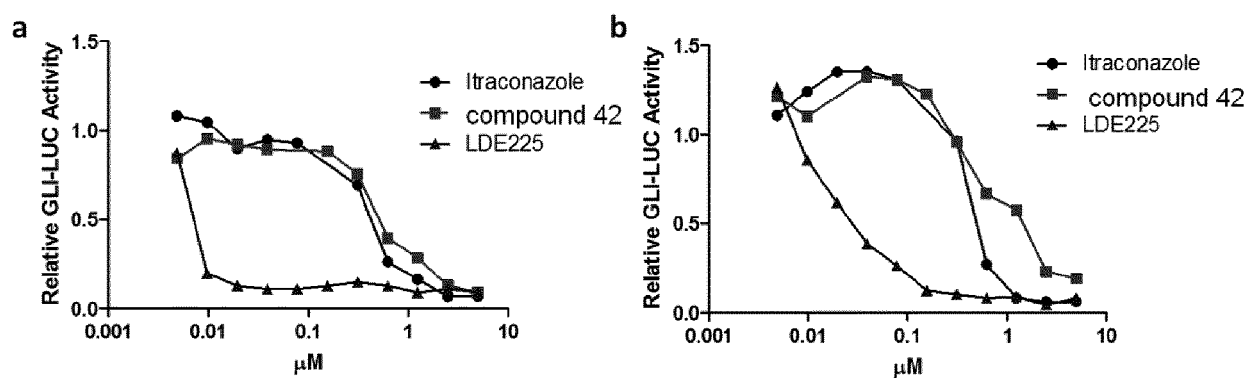 a
Relative GLI-LUC Activity
1.5
1.0
0.5
0.0
0.001
0.01
0.1
1
10
μM
Itraconazole
compound 42
LDE225
b
Relative GLI-LUC Activity
1.5
1.0
0.5
0.0
0.001
0.01
0.1
1
10
μM
Itraconazole
compound 42
LDE225